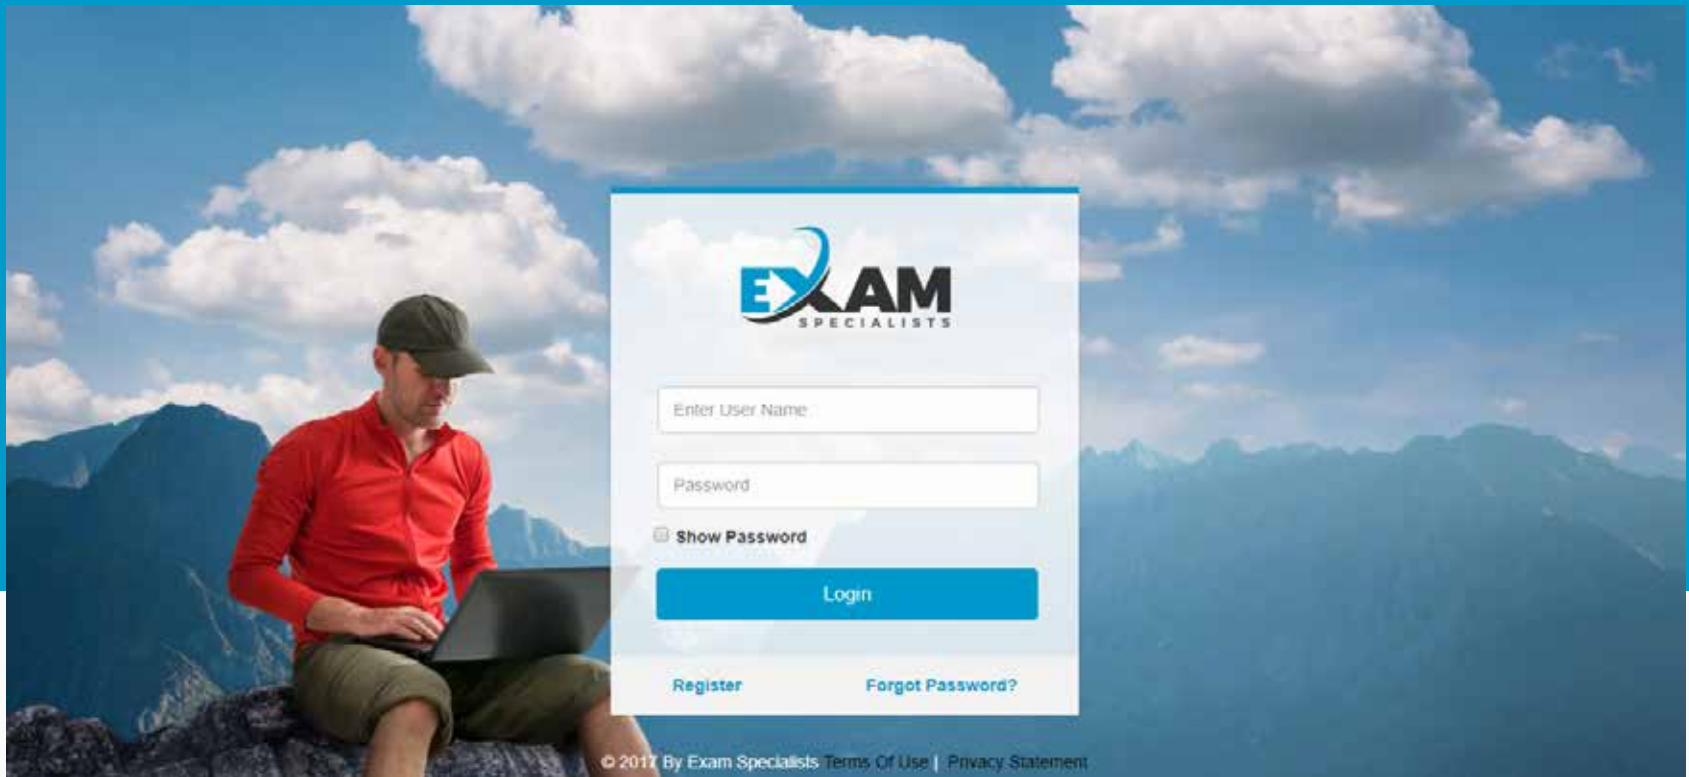 EXAM
SPECIALISTS
Enter User Name
Password
Show Password
Login
Register Forgot Password?
© 2017 By Exam Specialists Terms Of Use | Privacy Statement